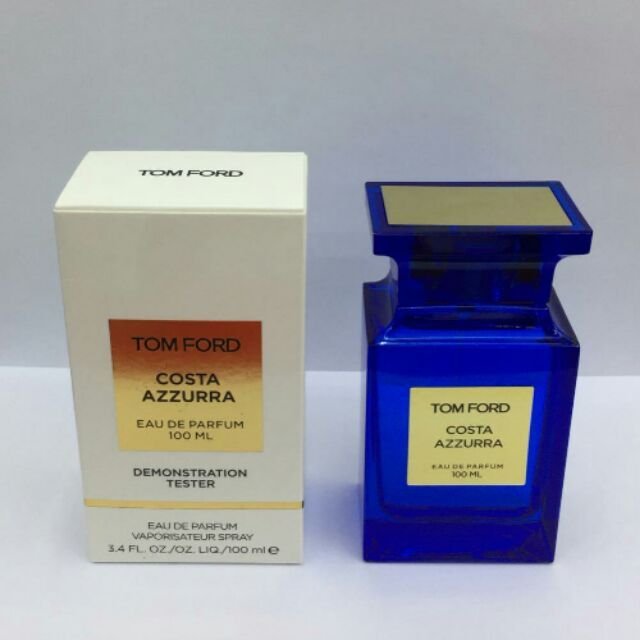 TOM FORD
TOM FORD
COSTA
AZZURRA
EAU DE PARFUM
100 ML
DEMONSTRATION
TESTER
EAU DE PARFUM
VAPORISATEUR SPRAY
3.4 FL. OZ./OZ. LIQ./100 ml e
TOM FORD
COSTA
AZZURRA
EAU DE PARFUM
100 ML